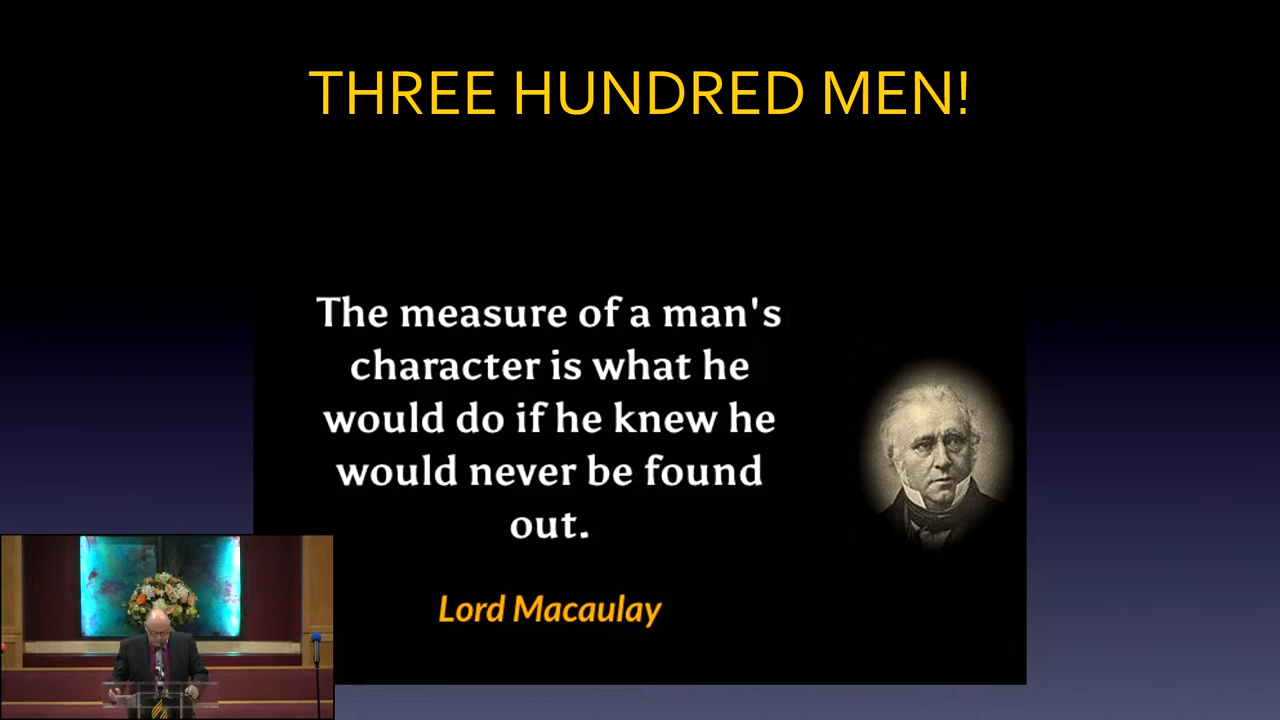 THREE HUNDRED MEN!
The measure of a man's
character is what he
would do if he knew he
would never be found
out.
Lord Macaulay